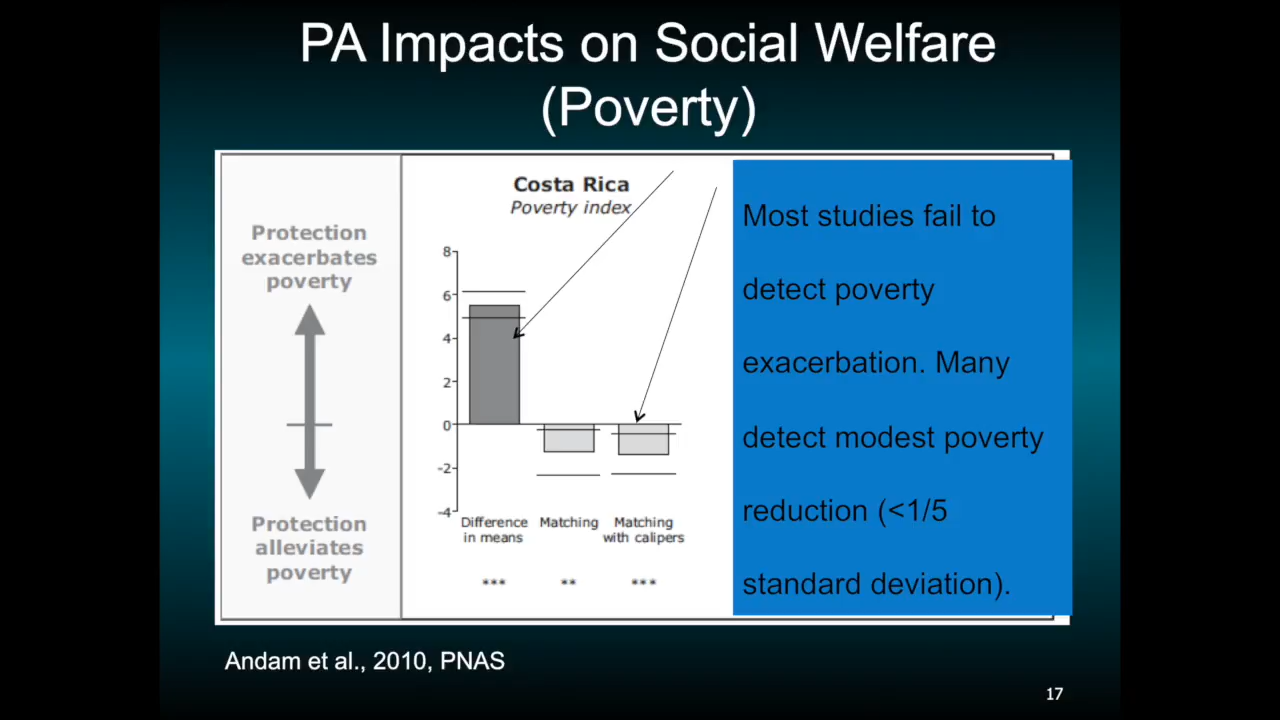 PA Impacts on Social Welfare
(Poverty)
Protection
exacerbates
poverty
Protection
alleviates
poverty
Costa Rica
Poverty index
8
6
4
2
0
-2
-4
Difference
in means
Matching
Matching
with calipers
***
**
***
Most studies fail to
detect poverty
exacerbation. Many
detect modest poverty
reduction (<1/5
standard deviation).
Andam et al., 2010, PNAS
17